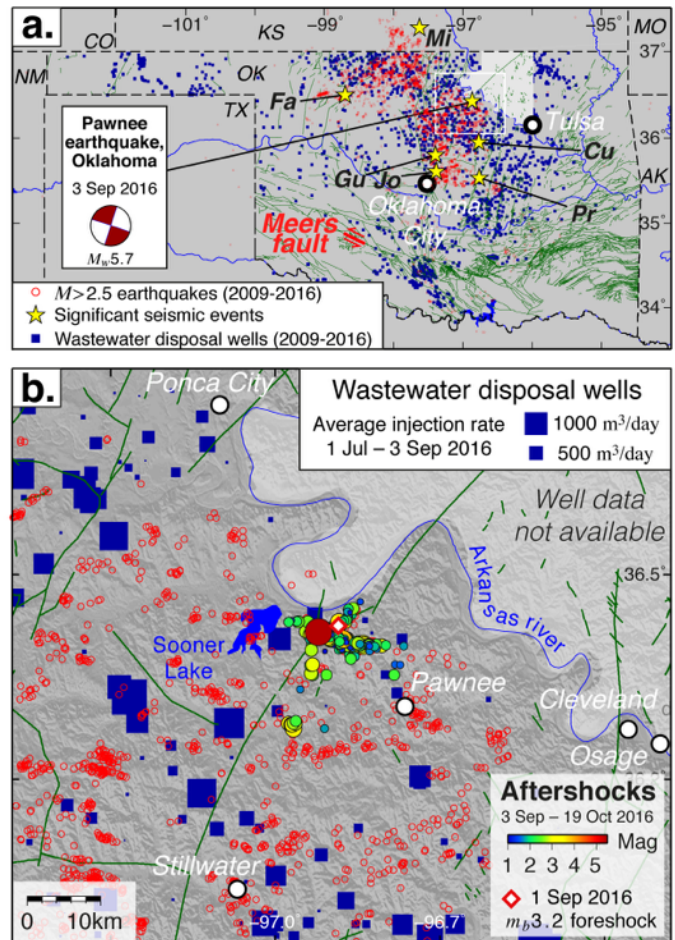 a.
−101
−99
−97
−95
CO
KS
MO
37°
NM
OK
Mi
TX
Fa
36°
Tulsa
Pawnee
earthquake,
Oklahoma
3 Sep 2016
Mw5.7
Cu
Gu
Jo
AK
Pr
Oklahoma
City
35°
Meers
fault
34°
M>2.5 earthquakes (2009-2016)
Significant seismic events
Wastewater disposal wells (2009-2016)
b.
Ponca City
Wastewater disposal wells
Average injection rate
1 Jul – 3 Sep 2016
1000 m³/day
500 m³/day
Well data
not available
36.5°
Arkansas river
Sooner
Lake
Pawnee
Cleveland
Osage
Aftershocks
3 Sep – 19 Oct 2016
Mag
1 2 3 4 5
1 Sep 2016
mb3.2 foreshock
Stillwater
0 10km
−97.0
−96.7